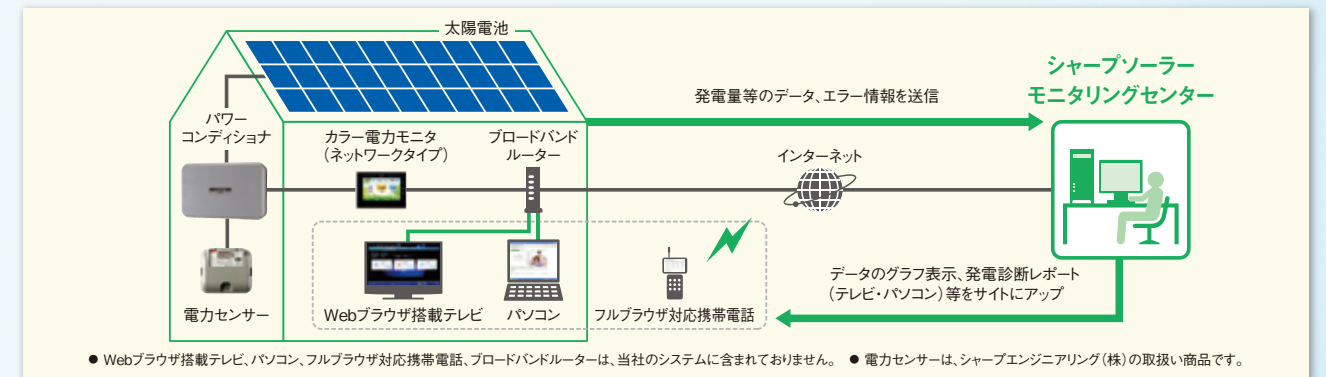 太陽電池
シャープソーラー
モニタリングセンター
発電量等のデータ、エラー情報を送信
パワー
コンディショナ
カラー電力モニタ
（ネットワークタイプ）
ブロードバンド
ルーター
インターネット
データのグラフ表示、発電診断レポート
（テレビ・パソコン）等をサイトにアップ
電力センサー
Webブラウザ搭載テレビ
パソコン
フルブラウザ対応携帯電話
● Webブラウザ搭載テレビ、パソコン、フルブラウザ対応携帯電話、ブロードバンドルーターは、当社のシステムに含まれておりません。 ● 電力センサーは、シャープエンジニアリング（株）の取扱い商品です。